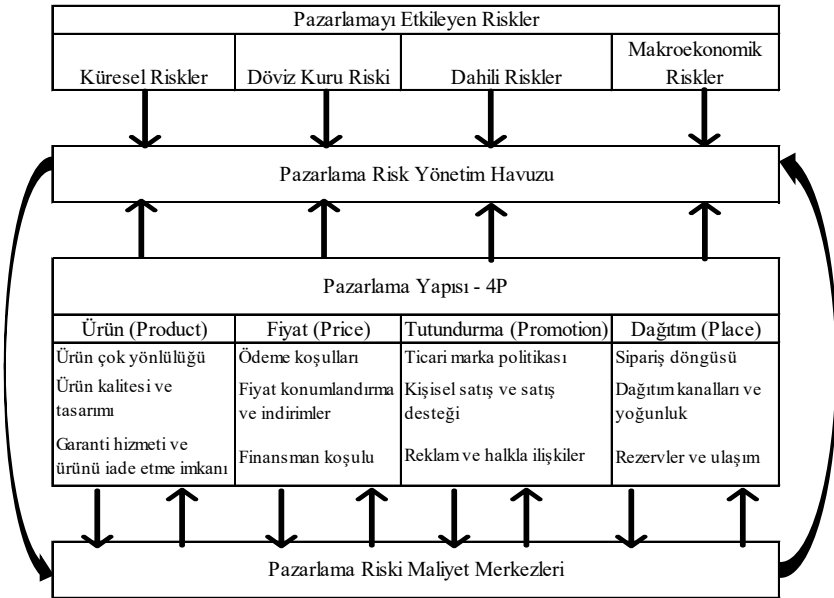 Pazarlamayı Etkileyen Riskler
Küresel Riskler
Döviz Kuru Riski
Dahili Riskler
Makroekonomik
Riskler
Pazarlama Risk Yönetim Havuzu
Pazarlama Yapısı - 4P
Ürün (Product)
Ürün çok yönlülüğü
Ürün kalitesi ve
tasarımı
Garanti hizmeti ve
ürünü iade etme imkanı
Fiyat (Price)
Ödeme koşulları
Fiyat konumlandırma
ve indirimler
Finansman koşulu
Tutundurma (Promotion)
Ticari marka politikası
Kişisel satış ve satış
desteği
Reklam ve halkla ilişkiler
Dağıtım (Place)
Sipariş döngüsü
Dağıtım kanalları ve
yoğunluk
Rezervler ve ulaşım
Pazarlama Riski Maliyet Merkezleri